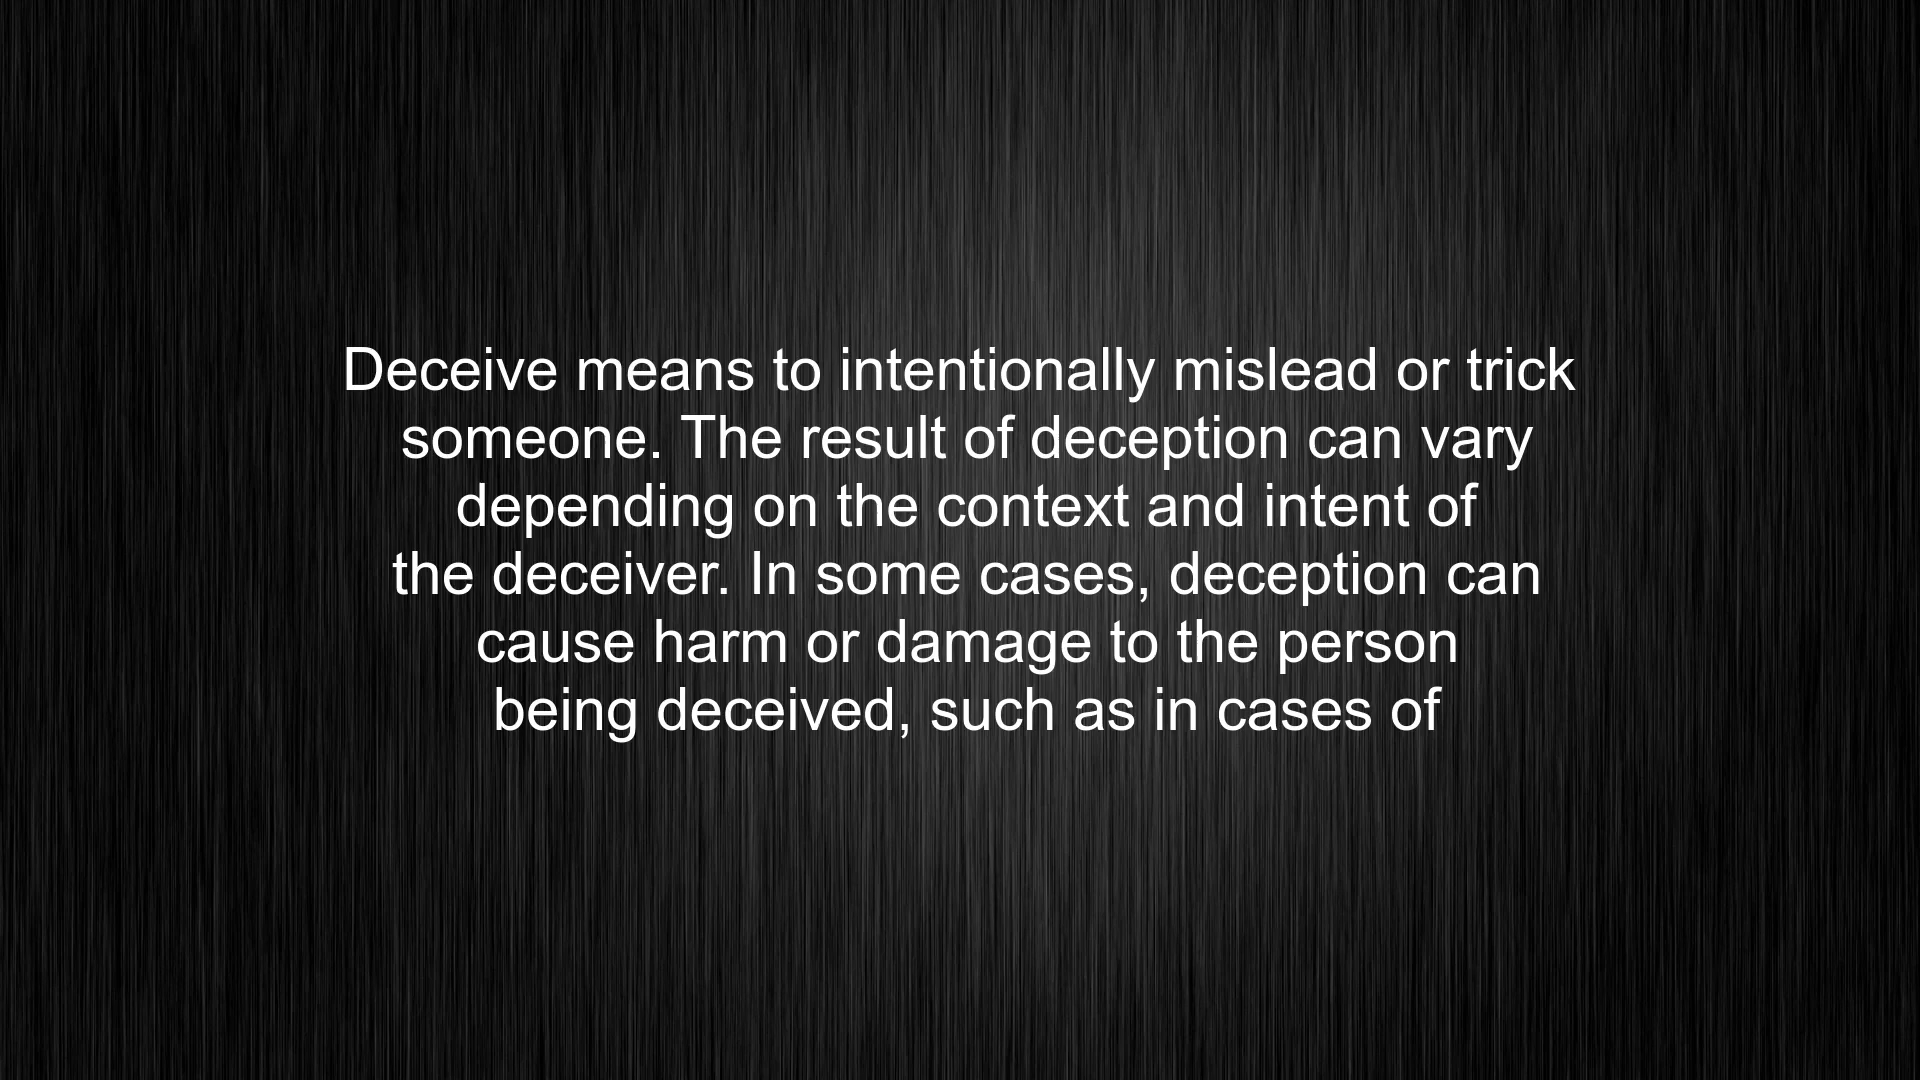 Deceive means to intentionally mislead or trick
someone. The result of deception can vary
depending on the context and intent of
the deceiver. In some cases, deception can
cause harm or damage to the person
being deceived, such as in cases of